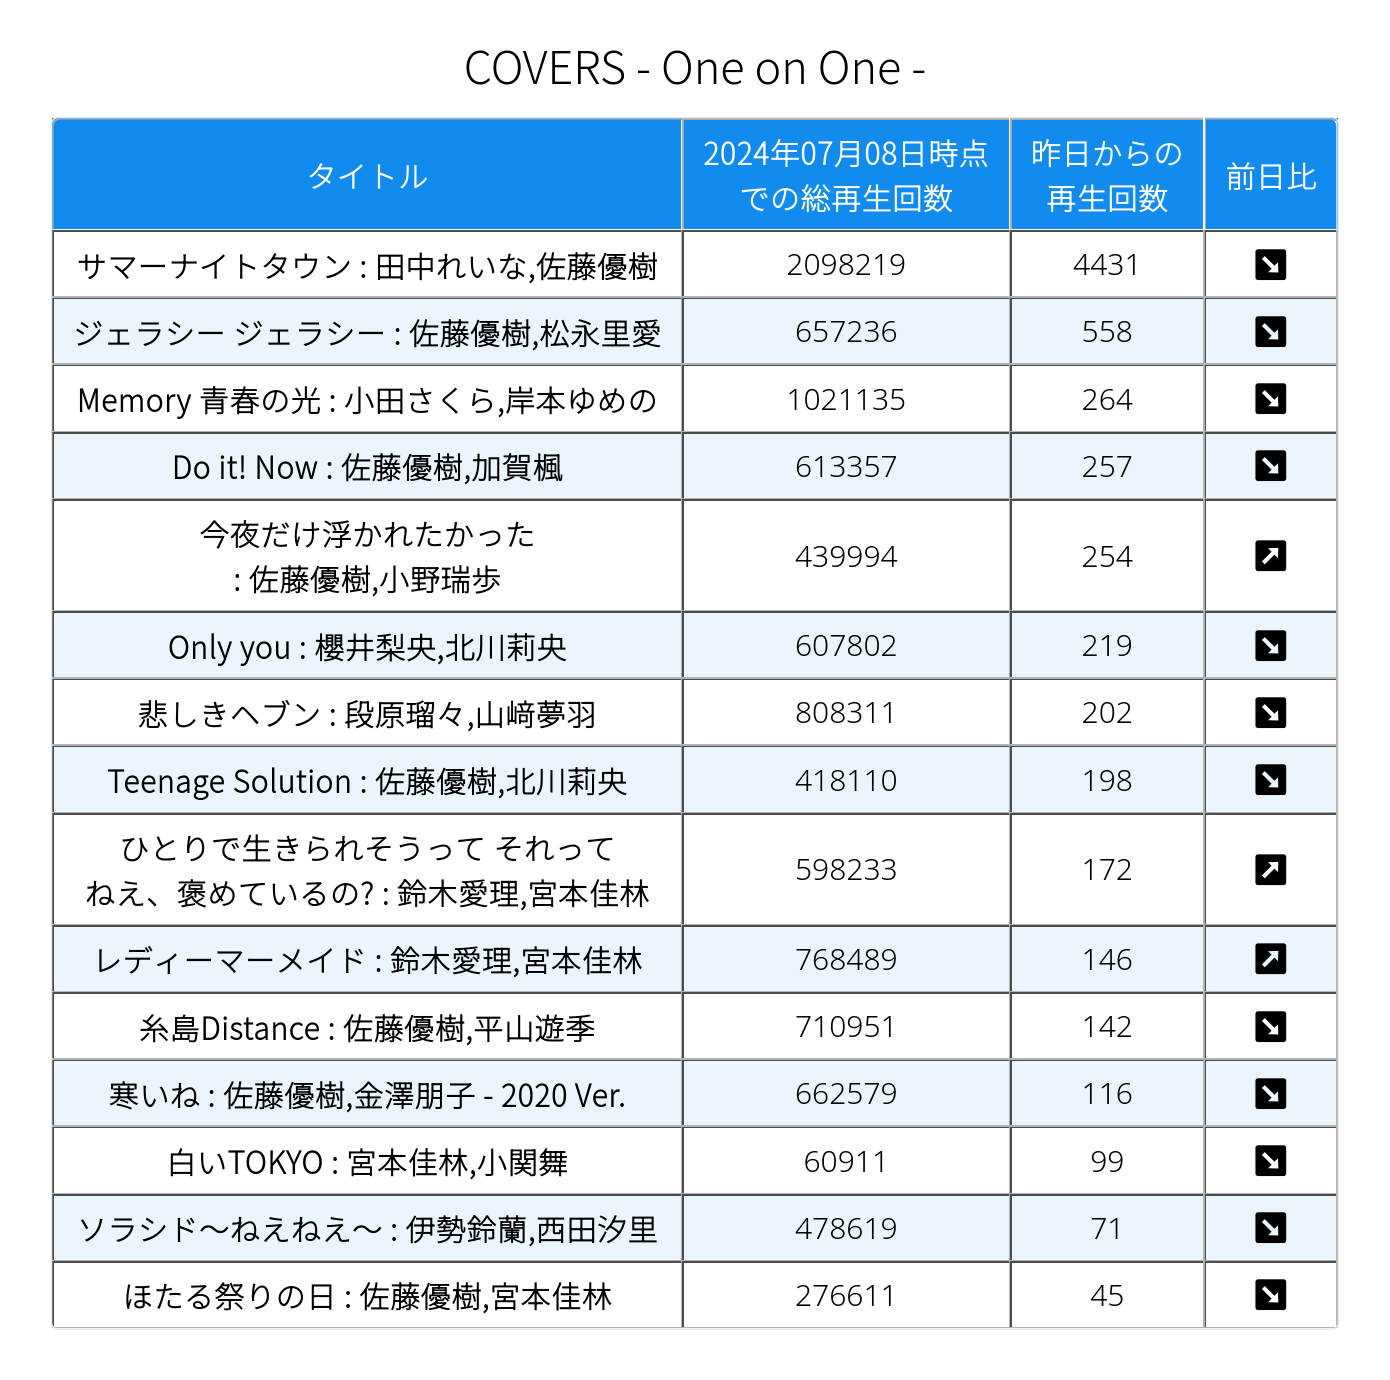 COVERS - One on One -
タイトル
2024年07月08日時点
での総再生回数
昨日からの
再生回数
前日比
サマーナイトタウン : 田中れいな,佐藤優樹
2098219
4431
ジェラシー ジェラシー : 佐藤優樹,松永里愛
657236
558
Memory 青春の光 : 小田さくら,岸本ゆめの
1021135
264
Do it! Now : 佐藤優樹,加賀楓
613357
257
今夜だけ浮かれたかった
: 佐藤優樹,小野瑞歩
439994
254
Only you : 櫻井梨央,北川莉央
607802
219
悲しきヘブン : 段原瑠々,山﨑夢羽
808311
202
Teenage Solution : 佐藤優樹,北川莉央
418110
198
ひとりで生きられそうって それって
ねえ、褒めているの? : 鈴木愛理,宮本佳林
598233
172
レディーマーメイド : 鈴木愛理,宮本佳林
768489
146
糸島Distance : 佐藤優樹,平山遊季
710951
142
寒いね : 佐藤優樹,金澤朋子 - 2020 Ver.
662579
116
白いTOKYO : 宮本佳林,小関舞
60911
99
ソラシド〜ねえねえ〜 : 伊勢鈴蘭,西田汐里
478619
71
ほたる祭りの日 : 佐藤優樹,宮本佳林
276611
45